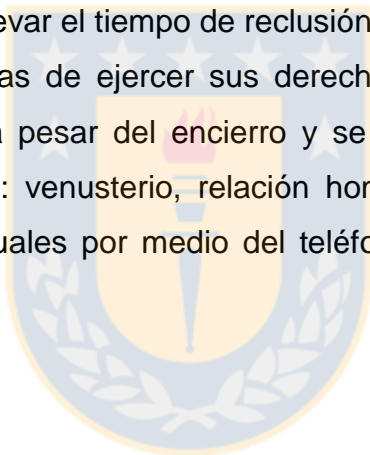 evar el tiempo de reclusión
as de ejercer sus derech
a pesar del encierro y se
: venusterio, relación hom
uales por medio del teléfo